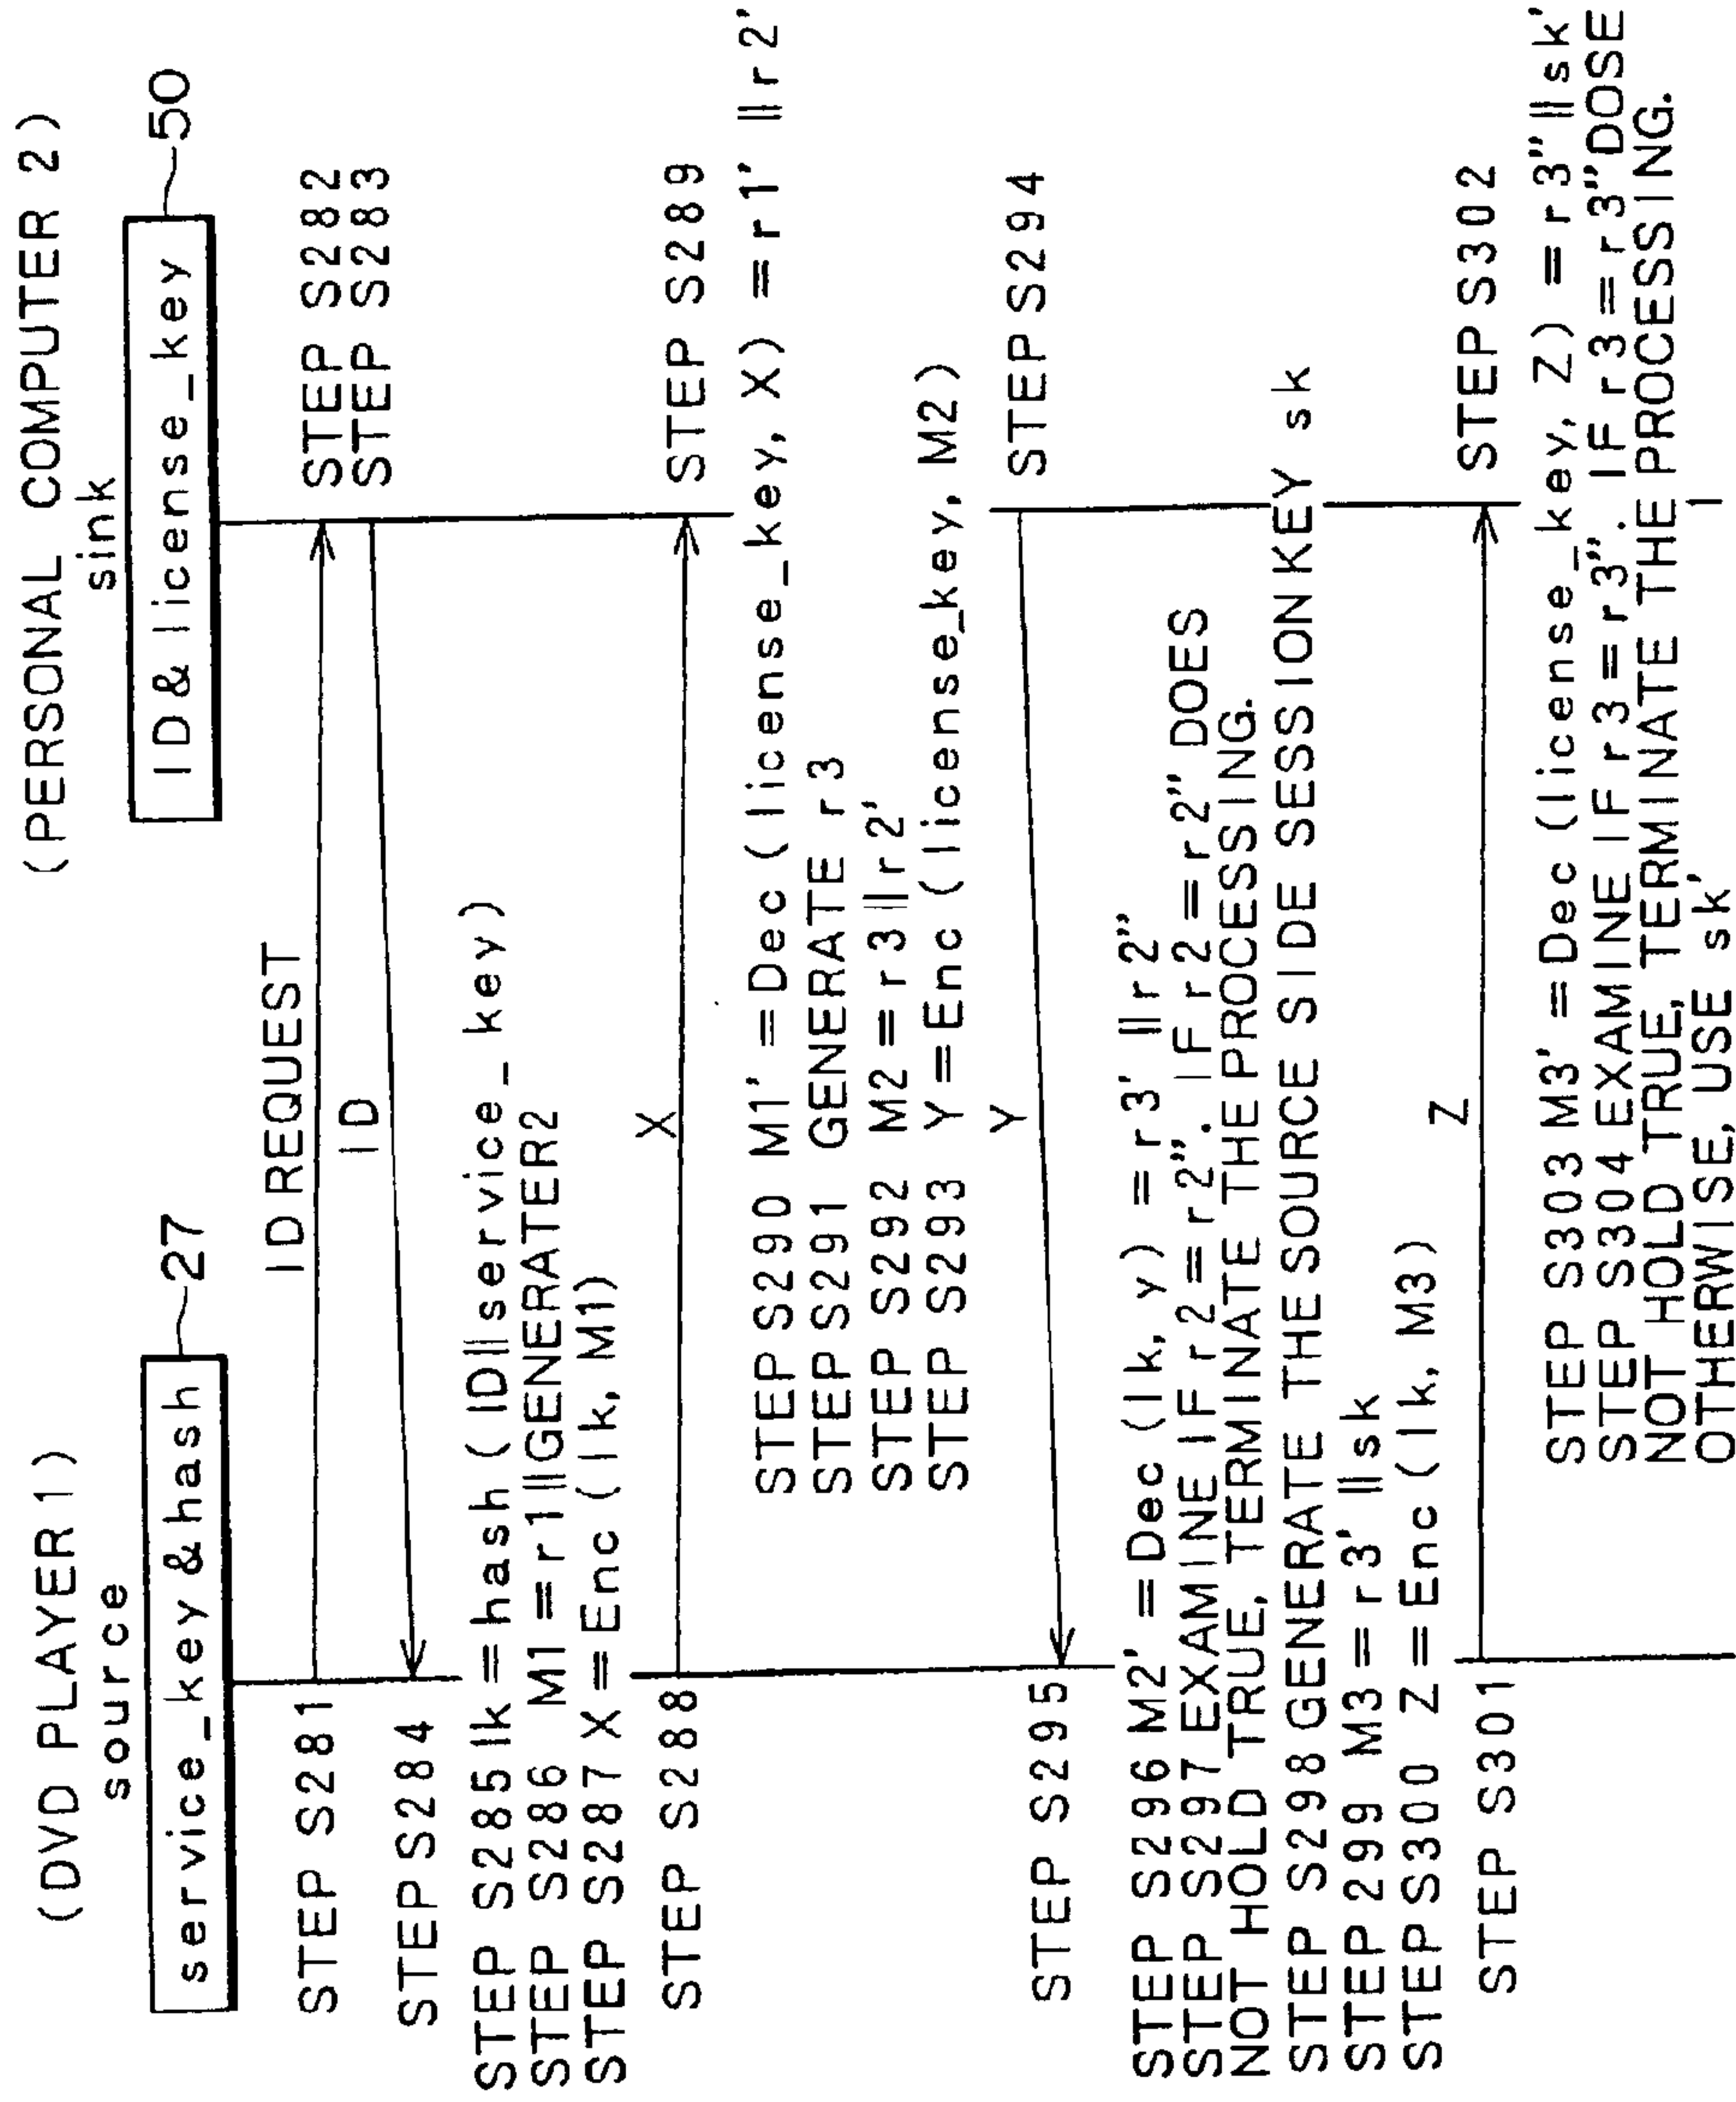 (DVD PLAYER 1)
source
service_key & hash
27
(PERSONAL COMPUTER 2)
sink
ID & license_key
50
STEP S281
ID REQUEST
STEP S282
STEP S283
ID
STEP S284
STEP S285 lk = hash (ID || service_key)
STEP S286 M1 = r1 || GENERATER2
STEP S287 X = Enc (lk, M1)
STEP S288
X
STEP S289
STEP S290 M1' = Dec (license_key, X) = r1' || r2'
STEP S291 GENERATE r3
STEP S292 M2 = r3 || r2'
STEP S293 Y = Enc (license_key, M2)
Y
STEP S294
STEP S295
STEP S296 M2' = Dec (lk, y) = r3' || r2"
STEP S297 EXAMINE IF r2 = r2". IF r2 = r2" DOES
NOT HOLD TRUE, TERMINATE THE PROCESSING.
STEP S298 GENERATE THE SOURCE SIDE SESSION KEY sk
STEP 299 M3 = r3' || sk
STEP S300 Z = Enc (lk, M3)
STEP S301
Z
STEP S302
STEP S303 M3' = Dec (license_key, Z) = r3" || sk'
STEP S304 EXAMINE IF r3 = r3". IF r3 = r3" DOSE
NOT HOLD TRUE, TERMINATE THE PROCESSING.
OTHERWISE, USE sk'